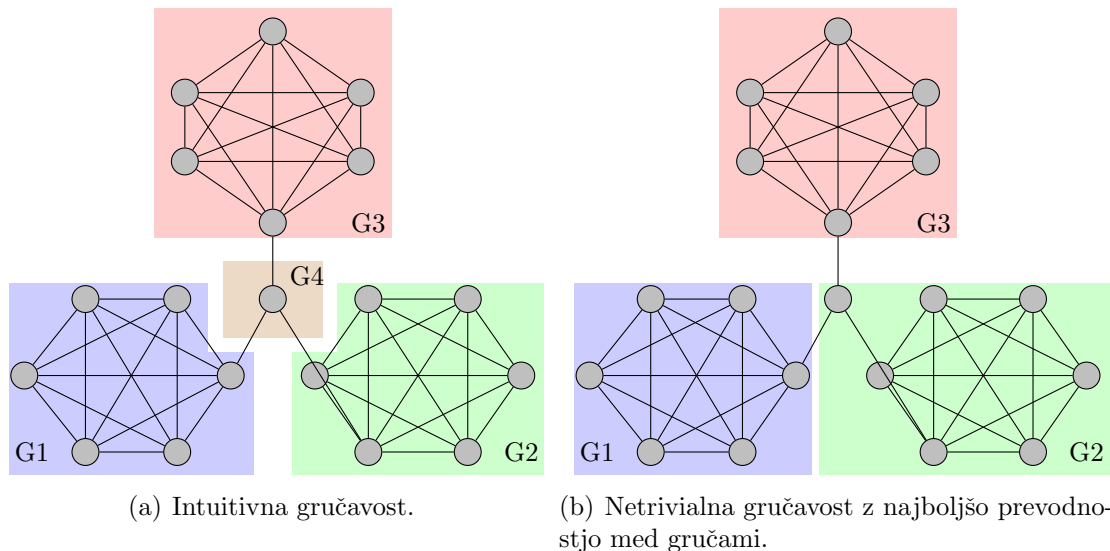 G3
G4
G1
G2
(a) Intuitivna gručavost.
G3
G1
G2
(b) Netrivialna gručavost z najboljšo prevodno-
stjo med gručami.